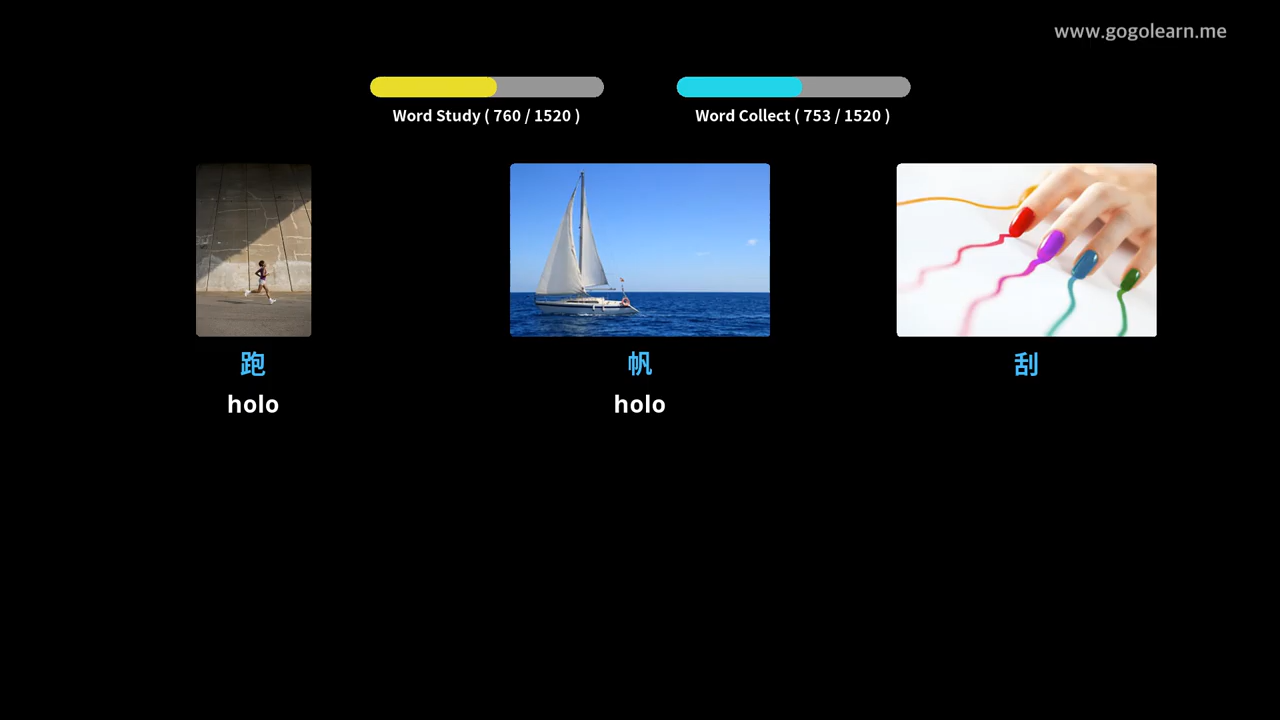 www.gogolearn.me
Word Study ( 760 / 1520 )
Word Collect ( 753 / 1520 )
跑
帆
刮
holo
holo